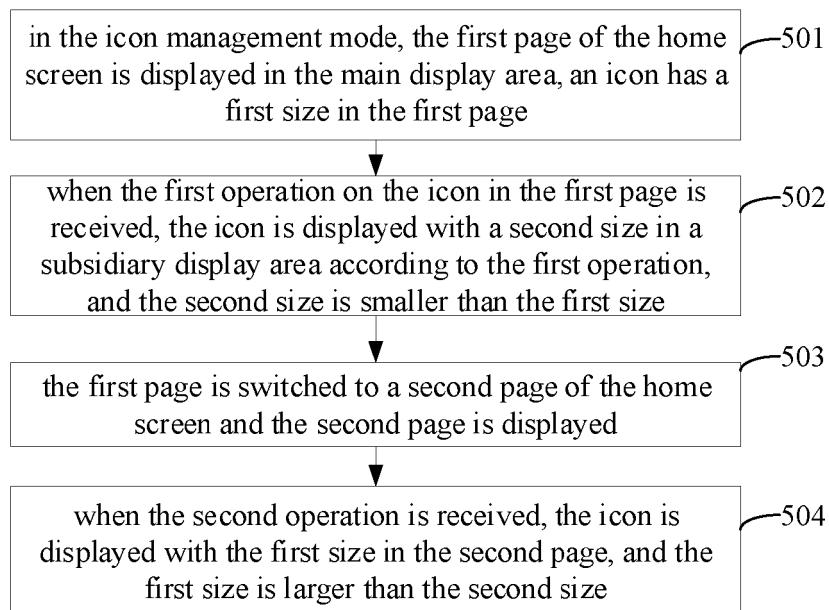 in the icon management mode, the first page of the home
screen is displayed in the main display area, an icon has a
first size in the first page
501
when the first operation on the icon in the first page is
received, the icon is displayed with a second size in a
subsidiary display area according to the first operation,
and the second size is smaller than the first size
502
the first page is switched to a second page of the home
screen and the second page is displayed
503
when the second operation is received, the icon is
displayed with the first size in the second page, and the
first size is larger than the second size
504